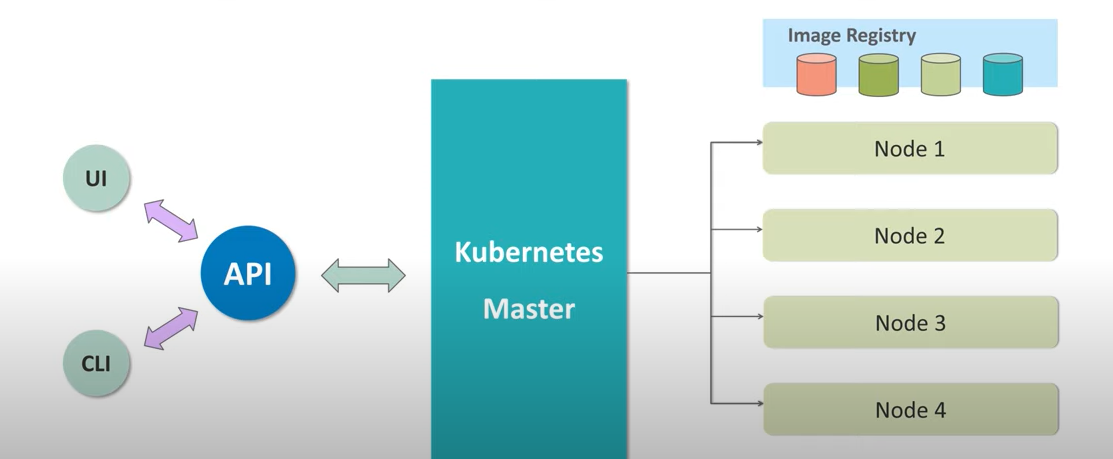 Image Registry
UI
API
CLI
Kubernetes
Master
Node 1
Node 2
Node 3
Node 4